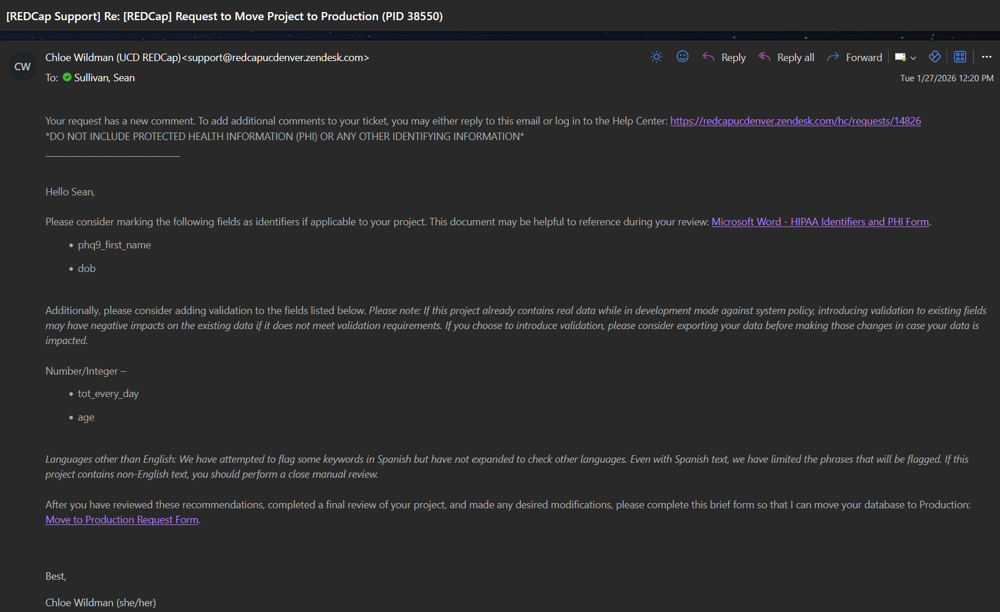 [REDCap Support] Re: [REDCap] Request to Move Project to Production (PID 38550)
CW
Chloe Wildman (UCD REDCap)<support@redcapucdenver.zendesk.com>
Reply
Reply all
Forward
To: Sullivan, Sean
Tue 1/27/2026 12:20 PM
Your request has a new comment. To add additional comments to your ticket, you may either reply to this email or log in to the Help Center: https://redcapucdenver.zendesk.com/hc/requests/14826
*DO NOT INCLUDE PROTECTED HEALTH INFORMATION (PHI) OR ANY OTHER IDENTIFYING INFORMATION*
Hello Sean,
Please consider marking the following fields as identifiers if applicable to your project. This document may be helpful to reference during your review: Microsoft Word - HIPAA Identifiers and PHI Form.
• phq9_first_name
• dob
Additionally, please consider adding validation to the fields listed below. Please note: If this project already contains real data while in development mode against system policy, introducing validation to existing fields
may have negative impacts on the existing data if it does not meet validation requirements. If you choose to introduce validation, please consider exporting your data before making those changes in case your data is
impacted.
Number/Integer –
• tot_every_day
• age
Languages other than English: We have attempted to flag some keywords in Spanish but have not expanded to check other languages. Even with Spanish text, we have limited the phrases that will be flagged. If this
project contains non-English text, you should perform a close manual review.
After you have reviewed these recommendations, completed a final review of your project, and made any desired modifications, please complete this brief form so that I can move your database to Production:
Move to Production Request Form.
Best,
Chloe Wildman (she/her)